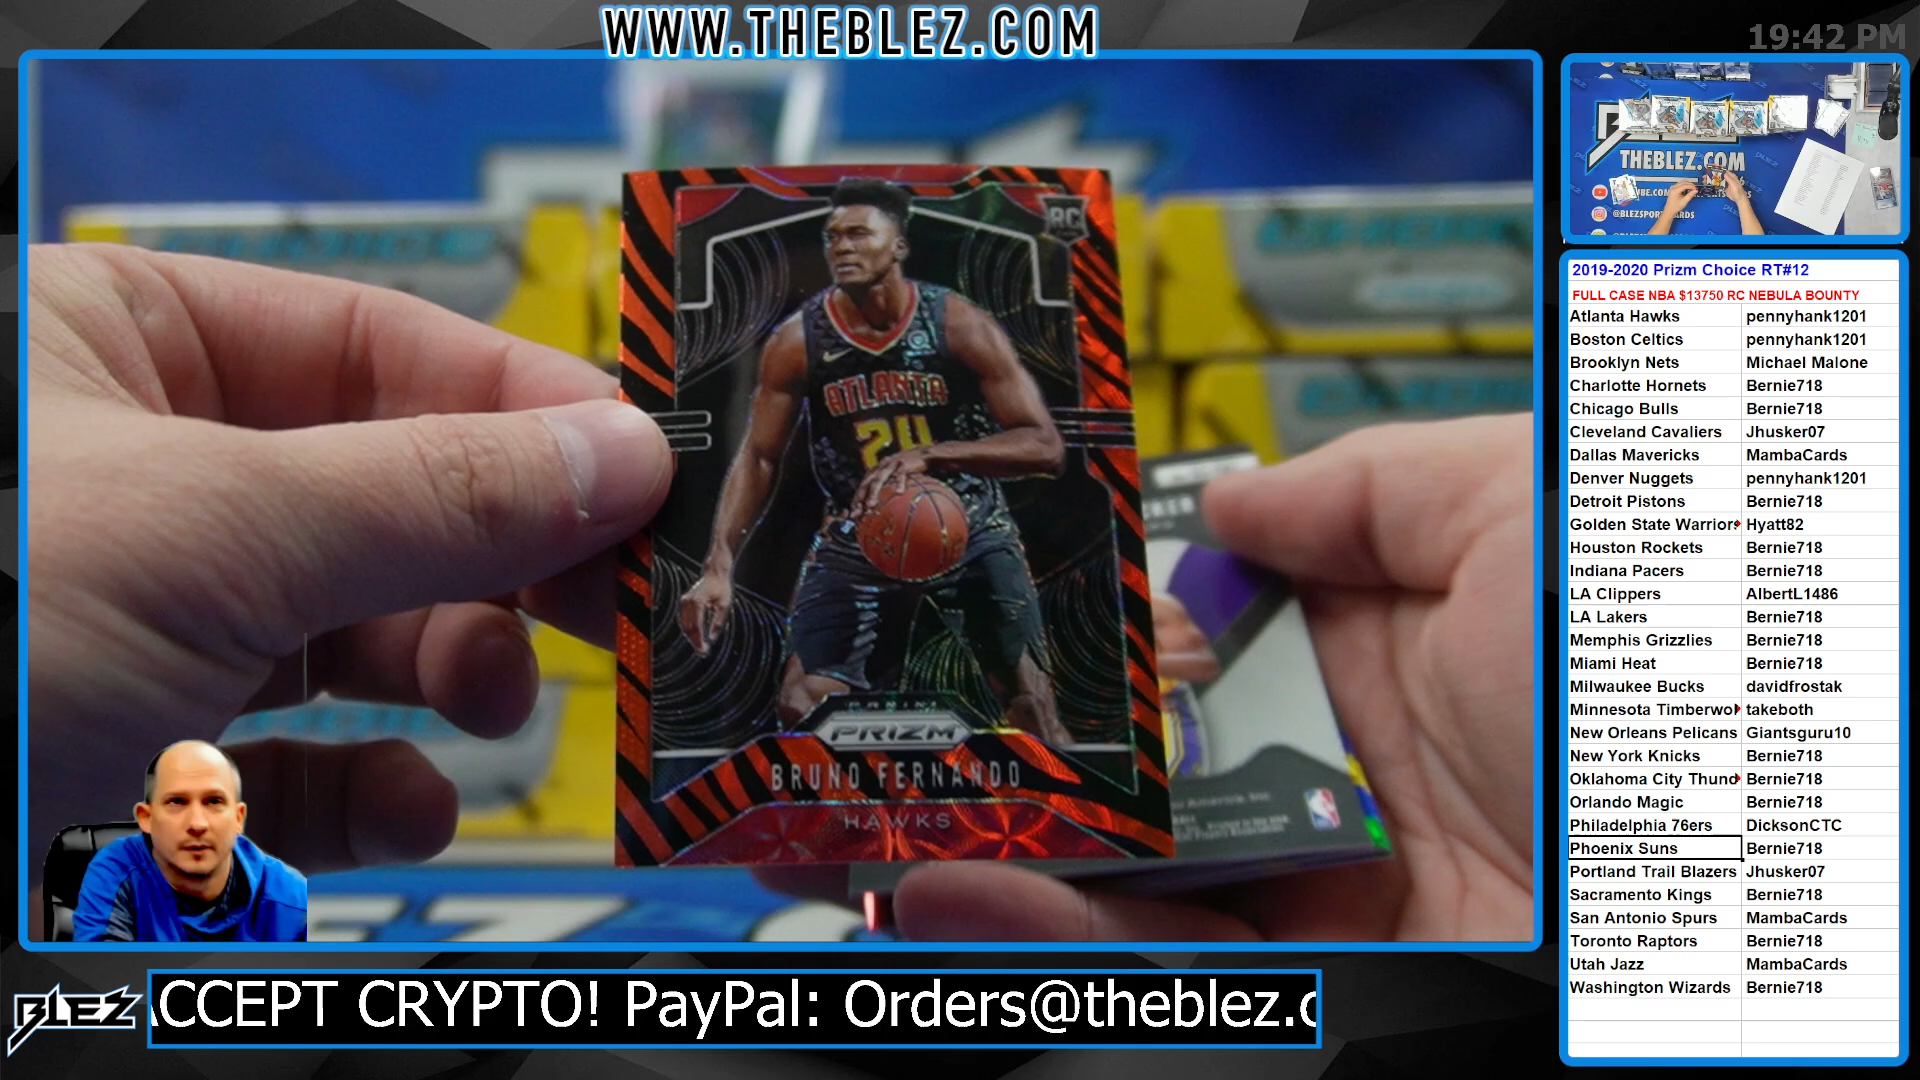 WWW.THEBLEZ.COM
19:42 PM
RC
ATLANTA
24
PANINI
PRIZM
BRUNO FERNANDO
HAWKS
BLEZ
CCEPT CRYPTO! PayPal: Orders@theblez.c
THEBLEZ.COM
@BLEZSPORTCARDS
2019-2020 Prizm Choice RT#12
FULL CASE NBA $13750 RC NEBULA BOUNTY
Atlanta Hawks pennyhank1201
Boston Celtics pennyhank1201
Brooklyn Nets Michael Malone
Charlotte Hornets Bernie718
Chicago Bulls Bernie718
Cleveland Cavaliers Jhusker07
Dallas Mavericks MambaCards
Denver Nuggets pennyhank1201
Detroit Pistons Bernie718
Golden State Warriors Hyatt82
Houston Rockets Bernie718
Indiana Pacers Bernie718
LA Clippers AlbertL1486
LA Lakers Bernie718
Memphis Grizzlies Bernie718
Miami Heat Bernie718
Milwaukee Bucks davidfrostak
Minnesota Timberwol takeboth
New Orleans Pelicans Giantsguru10
New York Knicks Bernie718
Oklahoma City Thund Bernie718
Orlando Magic Bernie718
Philadelphia 76ers DicksonCTC
Phoenix Suns Bernie718
Portland Trail Blazers Jhusker07
Sacramento Kings Bernie718
San Antonio Spurs MambaCards
Toronto Raptors Bernie718
Utah Jazz MambaCards
Washington Wizards Bernie718